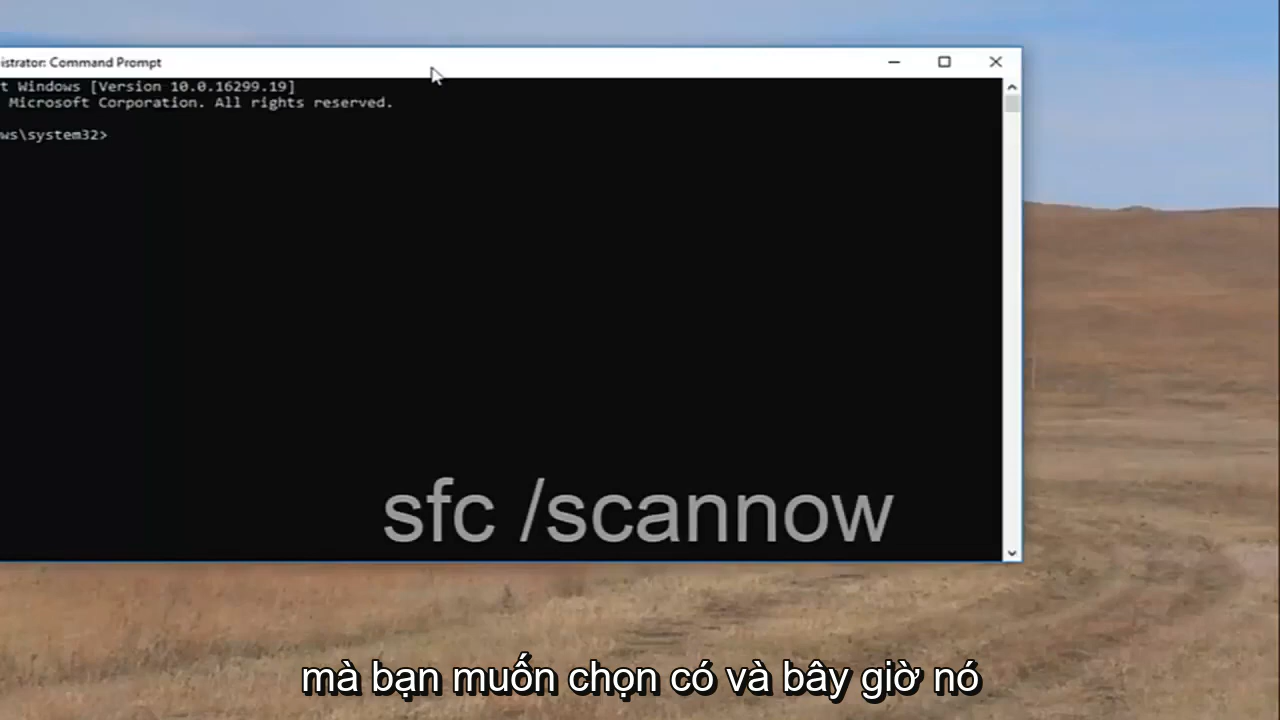 istrator: Command Prompt
t Windows [Version 10.0.16299.19]
Microsoft Corporation. All rights reserved.
ws\system32>
sfc /scannow
mà bạn muốn chọn có và bây giờ nó